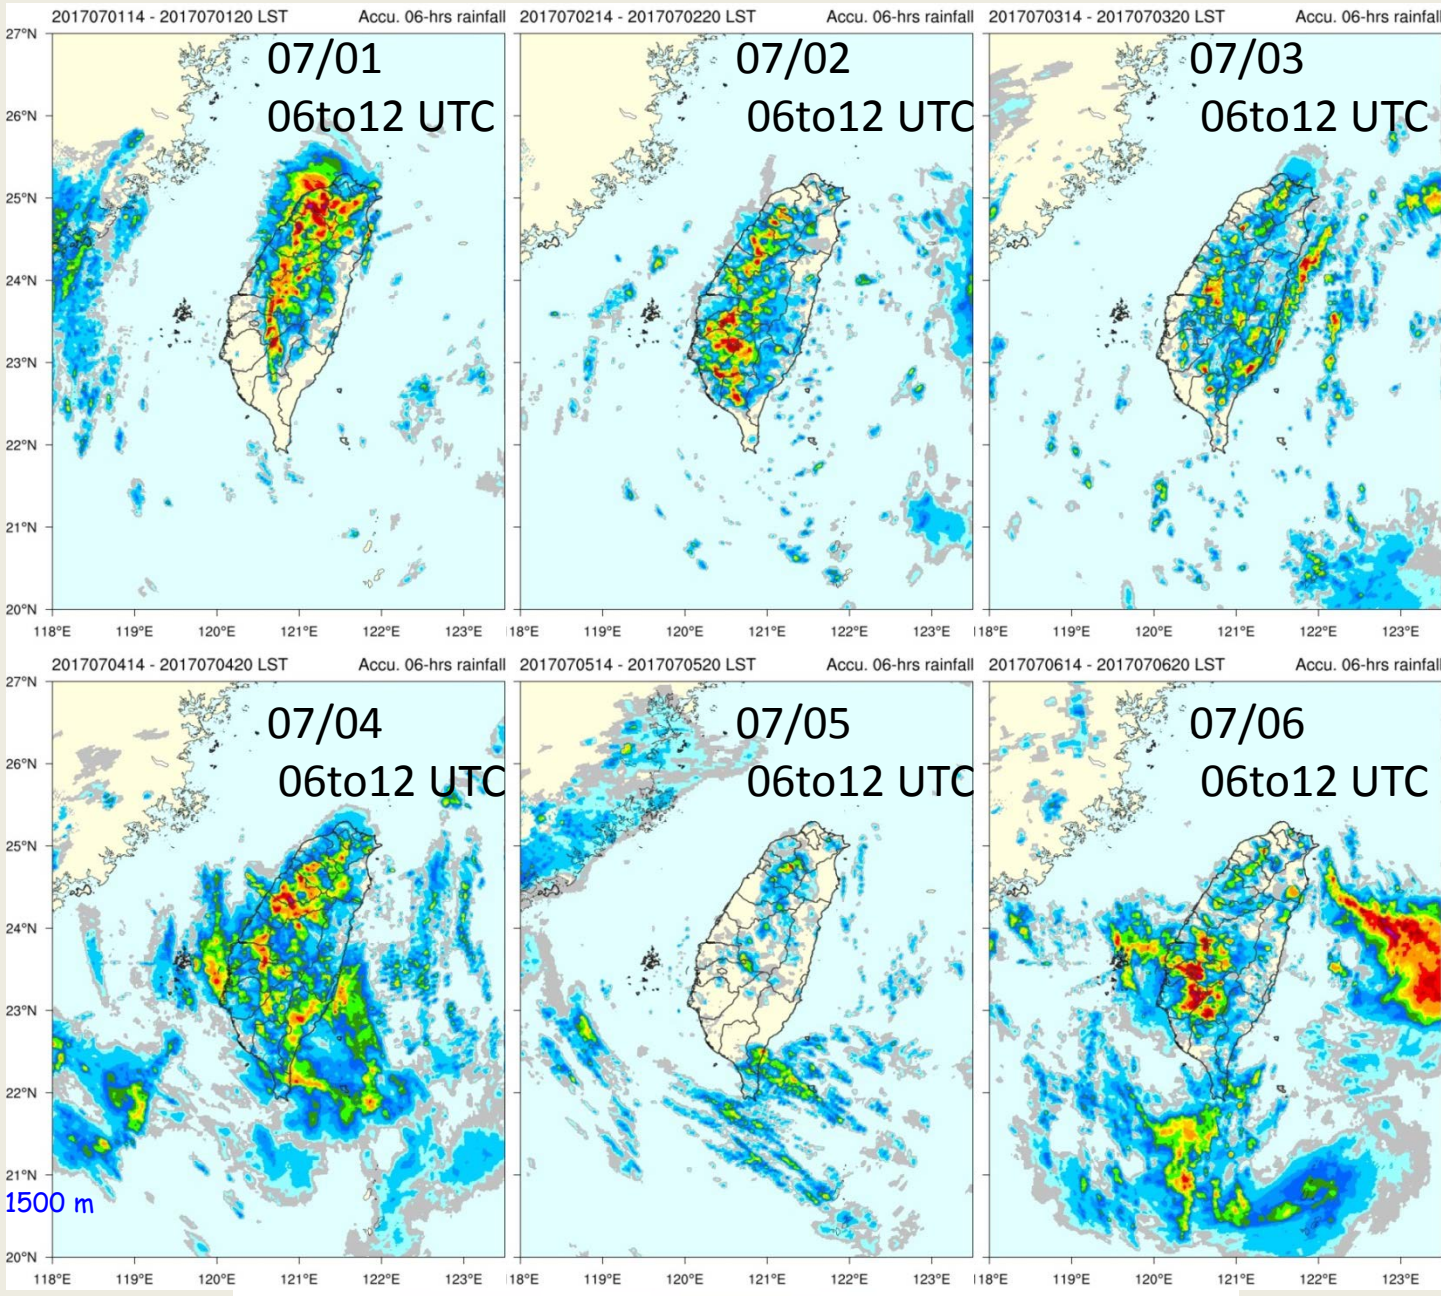 2017070114 - 2017070120 LST Accu. 06-hrs rainfall
2017070214 - 2017070220 LST Accu. 06-hrs rainfall
2017070314 - 2017070320 LST Accu. 06-hrs rainfall
27°N
07/01
06to12 UTC
07/02
06to12 UTC
07/03
06to12 UTC
26°N
25°N
24°N
23°N
22°N
21°N
20°N
118°E 119°E 120°E 121°E 122°E 123°E
18°E 119°E 120°E 121°E 122°E 123°E
18°E 119°E 120°E 121°E 122°E 123°E
2017070414 - 2017070420 LST Accu. 06-hrs rainfall
2017070514 - 2017070520 LST Accu. 06-hrs rainfall
2017070614 - 2017070620 LST Accu. 06-hrs rainfall
27°N
07/04
06to12 UTC
07/05
06to12 UTC
07/06
06to12 UTC
26°N
25°N
24°N
23°N
22°N
21°N
1500 m
20°N
118°E 119°E 120°E 121°E 122°E 123°E
18°E 119°E 120°E 121°E 122°E 123°E
18°E 119°E 120°E 121°E 122°E 123°E